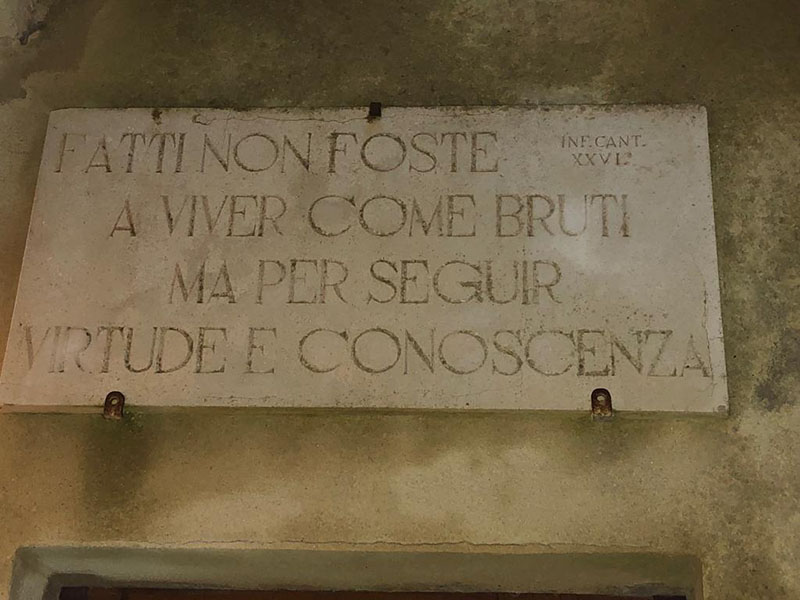 FATTI NON FOSTE
INF. CANT.
XXVI.
A VIVER COME BRUTI
MA PER SEGUIR
VIRTUDE E CONOSCENZA